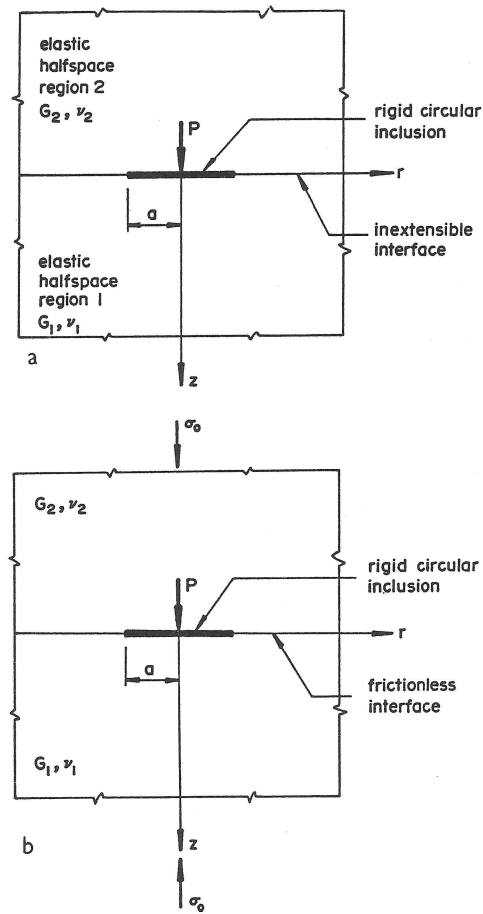 elastic
halfspace
region 2
G₂, ν₂
P
rigid circular
inclusion
r
a
inextensible
interface
elastic
halfspace
region 1
G₁, ν₁
a
z
σ₀
G₂, ν₂
P
rigid circular
inclusion
r
a
frictionless
interface
G₁, ν₁
b
z
σ₀